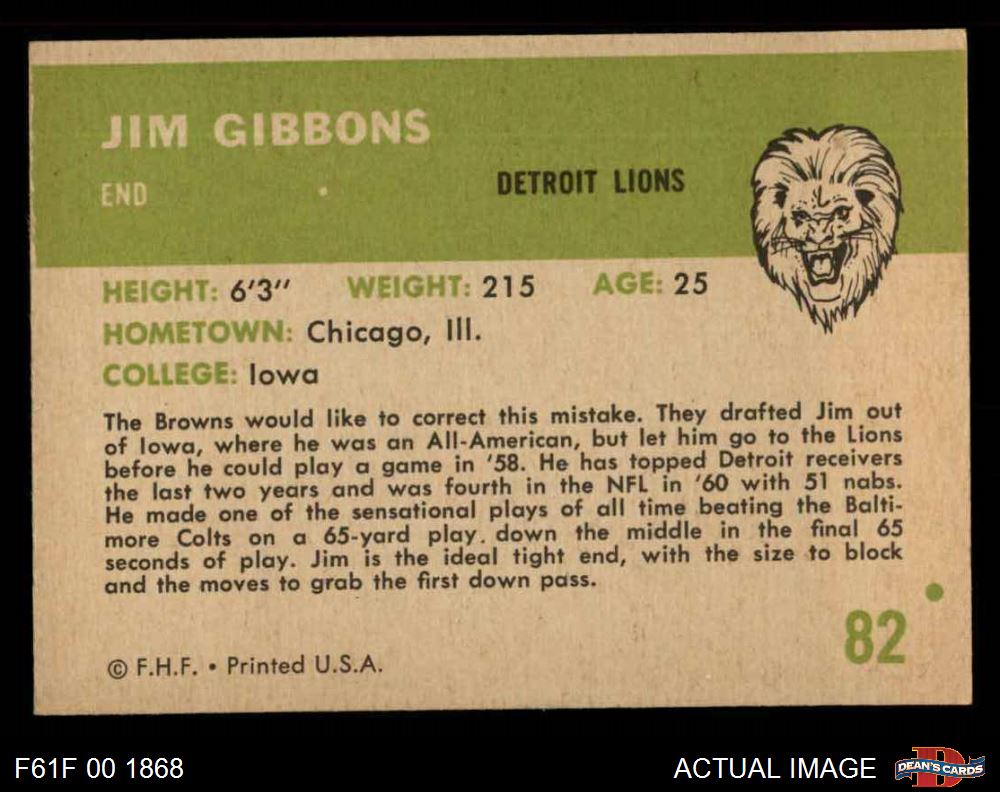 JIM GIBBONS
END
DETROIT LIONS
HEIGHT: 6'3" WEIGHT: 215 AGE: 25
HOMETOWN: Chicago, Ill.
COLLEGE: Iowa
The Browns would like to correct this mistake. They drafted Jim out
of Iowa, where he was an All-American, but let him go to the Lions
before he could play a game in '58. He has topped Detroit receivers
the last two years and was fourth in the NFL in '60 with 51 nabs.
He made one of the sensational plays of all time beating the Balti-
more Colts on a 65-yard play down the middle in the final 65
seconds of play. Jim is the ideal tight end, with the size to block
and the moves to grab the first down pass.
82
© F.H.F. • Printed U.S.A.
F61F 00 1868
ACTUAL IMAGE
DEAN'S CARDS